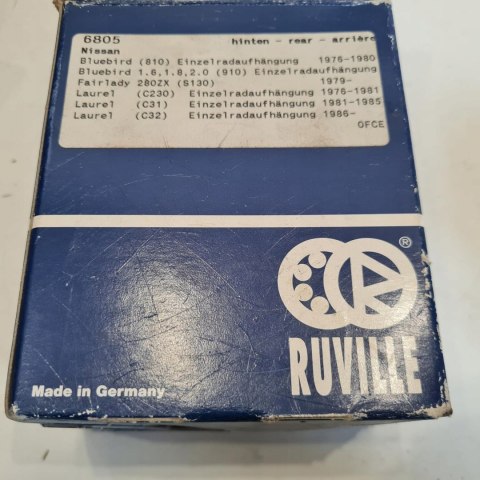 6805 hinten - rear - arrière
Nissan
Bluebird (810) Einzelradaufhängung 1976-1980
Bluebird 1.6,1.8,2.0 (910) Einzelradaufhängung
Fairlady 280ZX (S130) 1979-
Laurel (C230) Einzelradaufhängung 1976-1981
Laurel (C31) Einzelradaufhängung 1981-1985
Laurel (C32) Einzelradaufhängung 1986-
OFCE
®
RUVILLE
Made in Germany